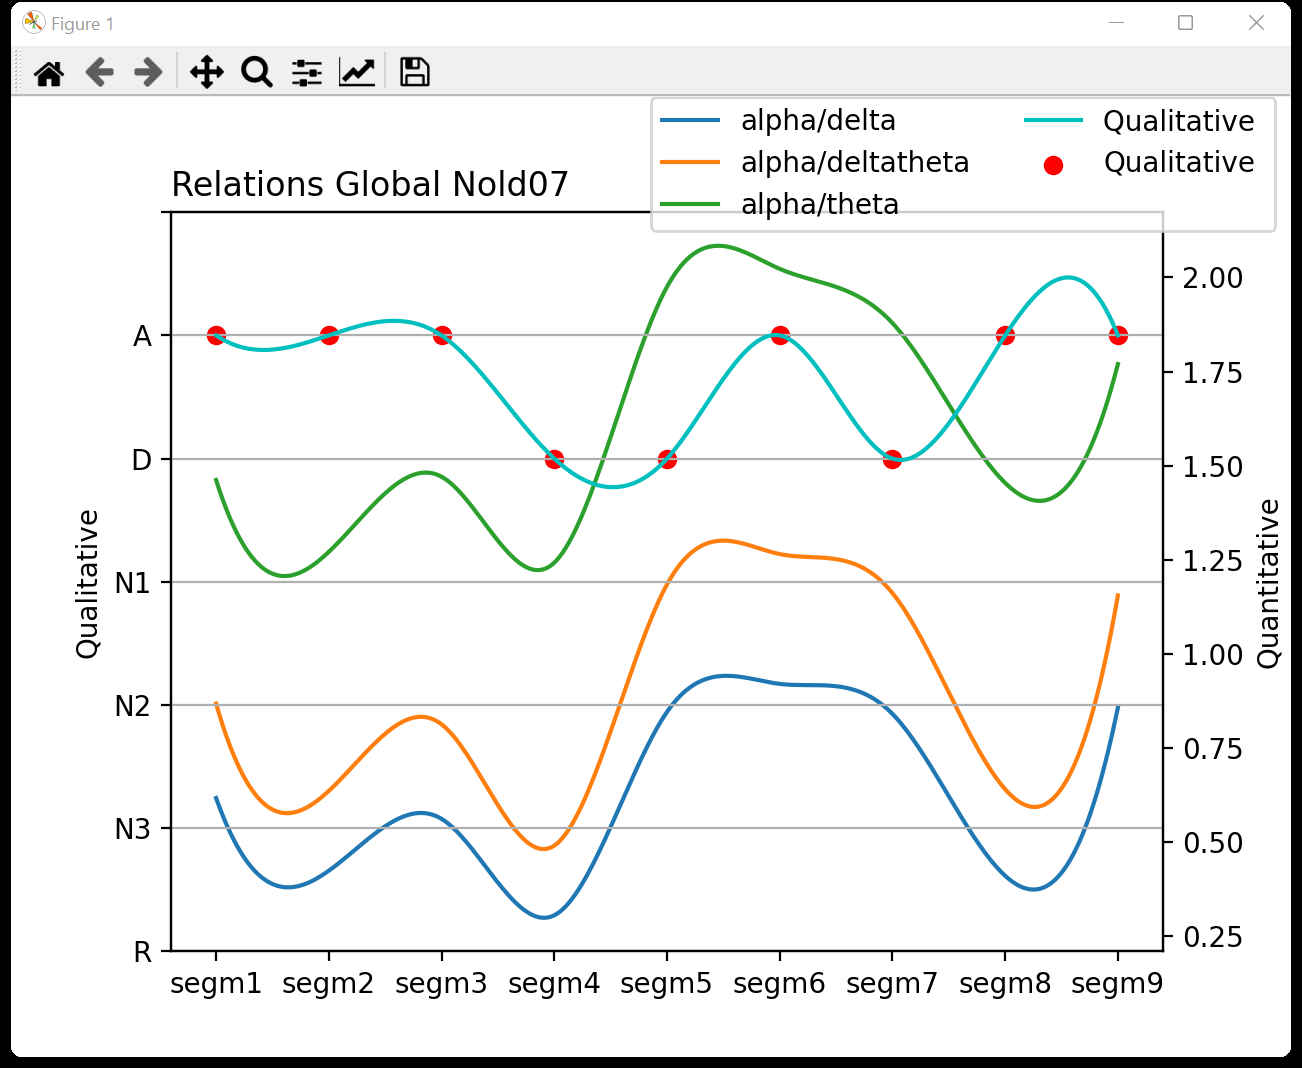 Figure 1
alpha/delta
alpha/deltatheta
alpha/theta
Qualitative
Qualitative
Relations Global Nold07
A
D
N1
N2
N3
R
Qualitative
2.00
1.75
1.50
1.25
1.00
0.75
0.50
0.25
Quantitative
segm1 segm2 segm3 segm4 segm5 segm6 segm7 segm8 segm9